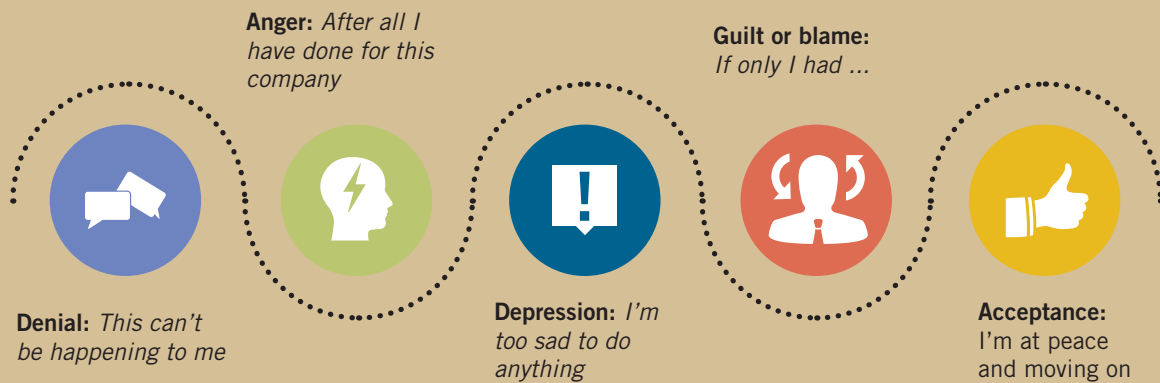 Denial: This can't
be happening to me
Anger: After all I
have done for this
company
Depression: I'm
too sad to do
anything
Guilt or blame:
If only I had ...
Acceptance:
I'm at peace
and moving on